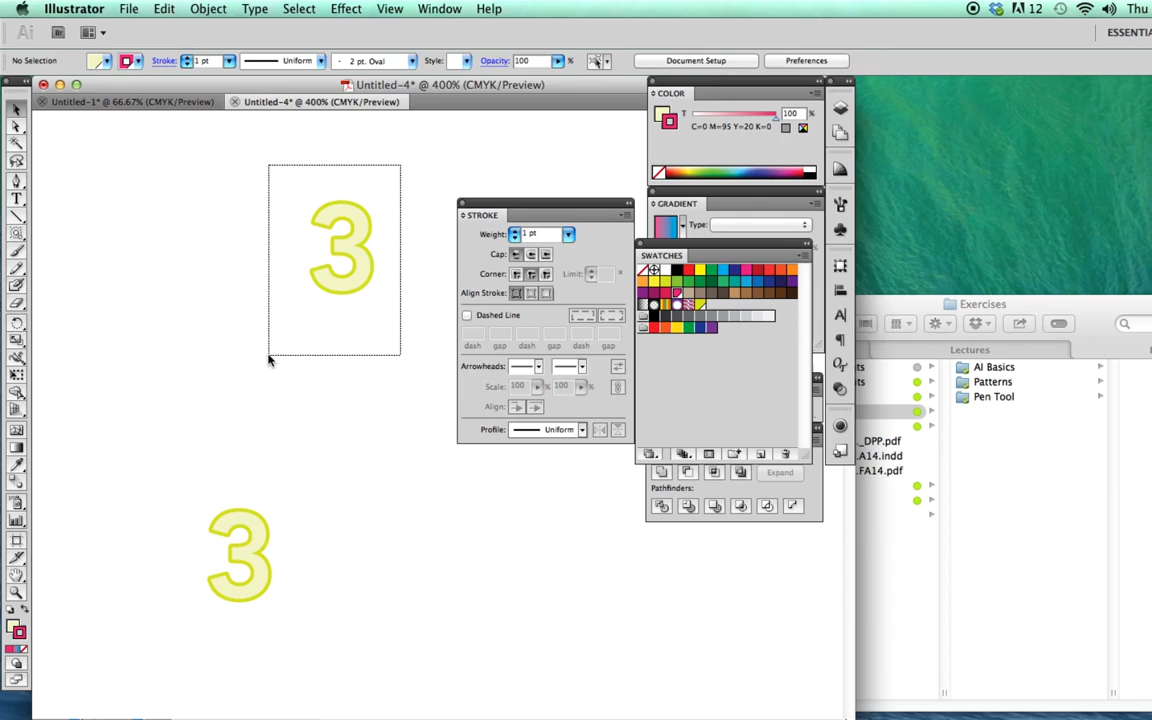 Illustrator File Edit Object Type Select Effect View Window Help 12 Thu
Ai Br ESSENTI
No Selection Stroke: 1 pt Uniform - 2 pt. Oval Style: Opacity: 100 % Document Setup Preferences
Untitled-4* @ 400% (CMYK/Preview)
Untitled-1* @ 66.67% (CMYK/Preview) Untitled-4* @ 400% (CMYK/Preview)
COLOR
T 100 %
C=0 M=95 Y=20 K=0
GRADIENT
Type:
STROKE
Weight: 1 pt
Cap:
Corner: Limit: x
Align Stroke:
Dashed Line
dash gap dash gap dash gap
Arrowheads:
Scale: 100 % 100 %
Align:
Profile: Uniform
SWATCHES
Expand
Pathfinders:
3
3
Exercises
Lectures
ts
ts
AI Basics
Patterns
Pen Tool
_DPP.pdf
.A14.indd
.FA14.pdf